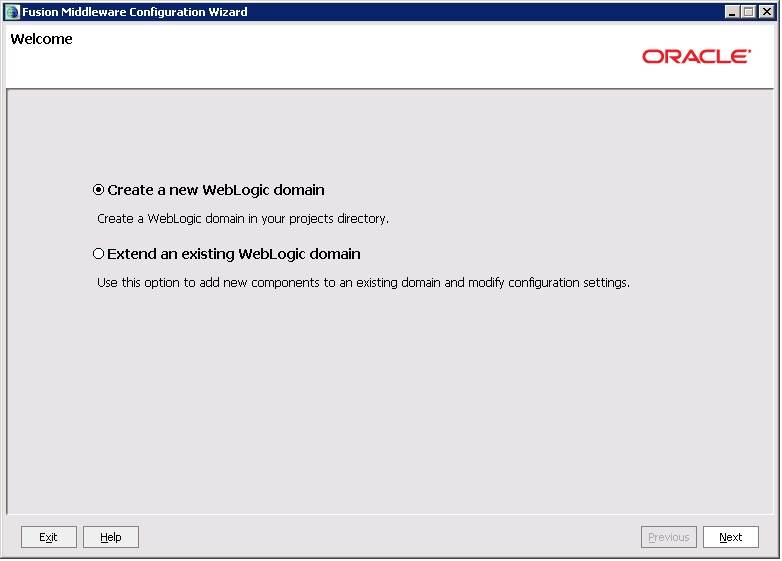 Fusion Middleware Configuration Wizard
Welcome
ORACLE
Create a new WebLogic domain
Create a WebLogic domain in your projects directory.
Extend an existing WebLogic domain
Use this option to add new components to an existing domain and modify configuration settings.
Exit Help Previous Next